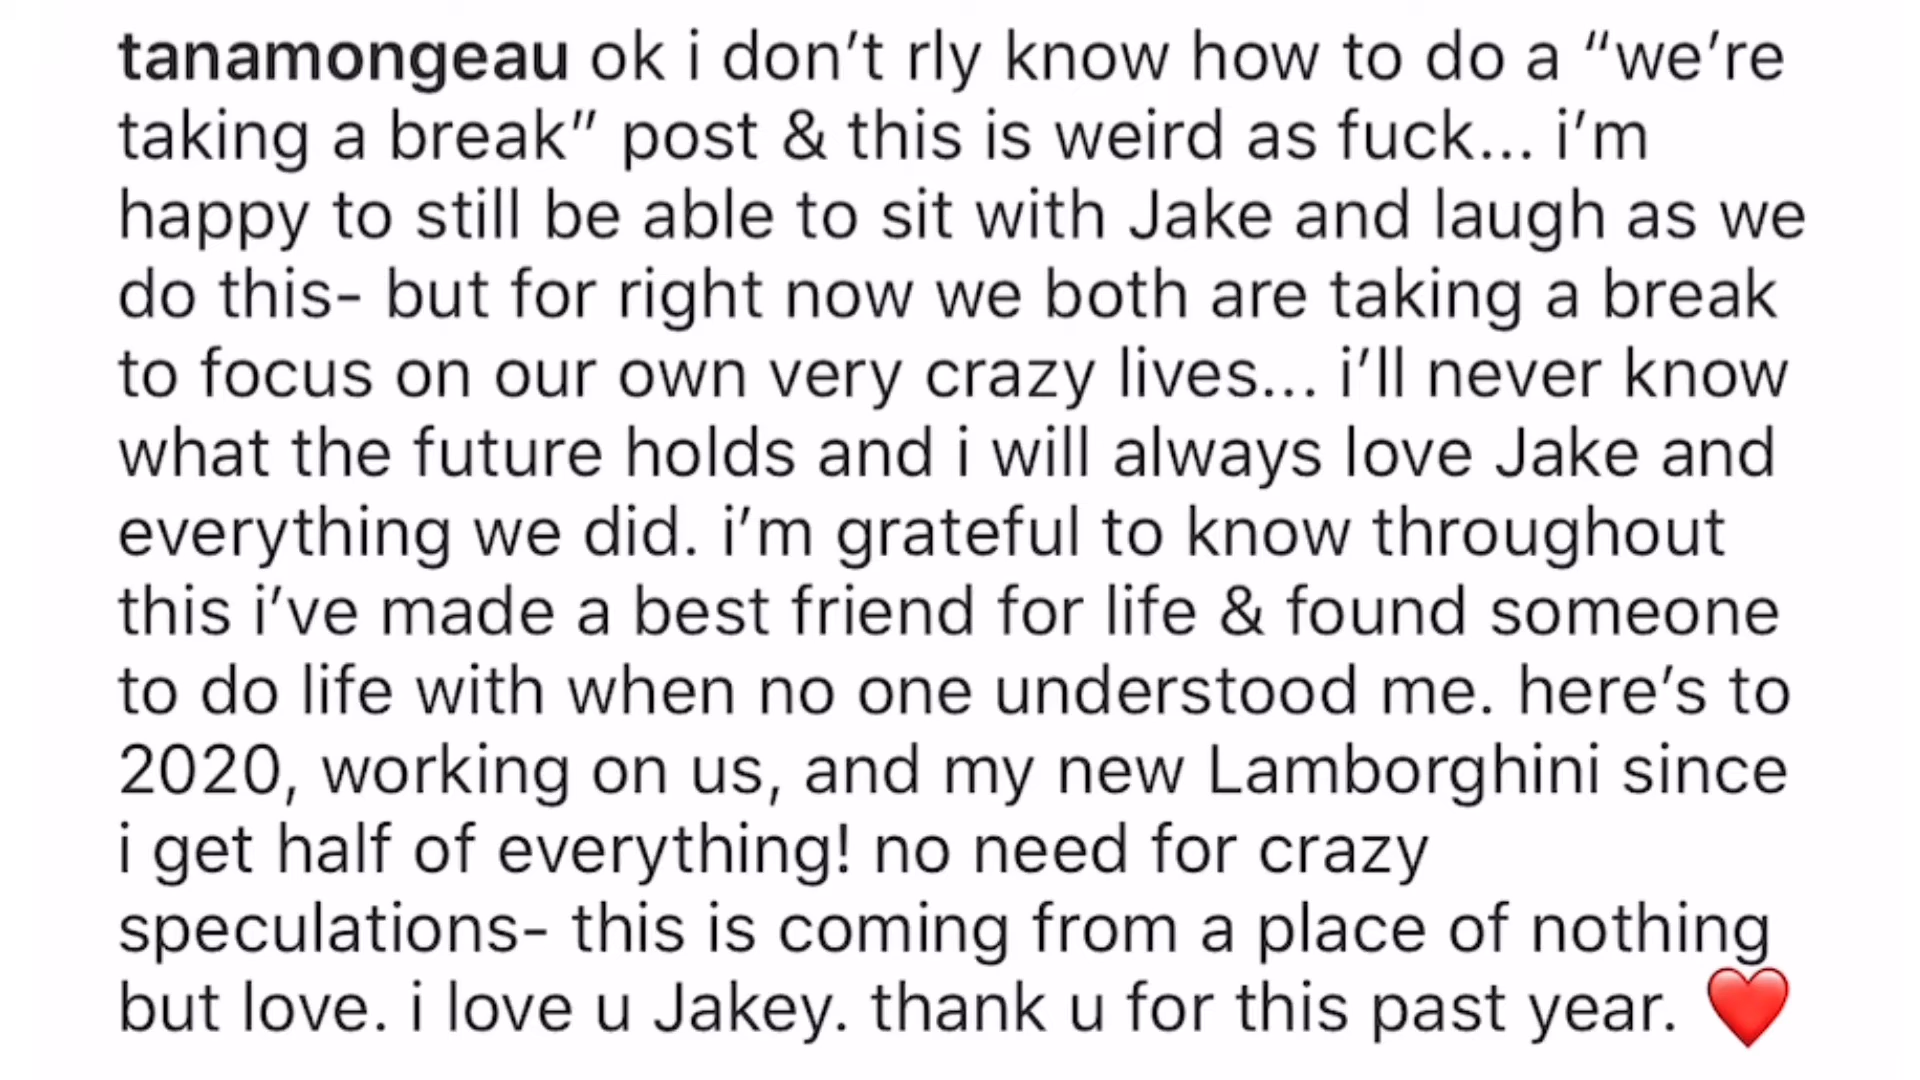 tanamongeau ok i don’t rly know how to do a “we’re
taking a break” post & this is weird as fuck... i’m
happy to still be able to sit with Jake and laugh as we
do this- but for right now we both are taking a break
to focus on our own very crazy lives... i’ll never know
what the future holds and i will always love Jake and
everything we did. i’m grateful to know throughout
this i’ve made a best friend for life & found someone
to do life with when no one understood me. here’s to
2020, working on us, and my new Lamborghini since
i get half of everything! no need for crazy
speculations- this is coming from a place of nothing
but love. i love u Jakey. thank u for this past year. ❤️